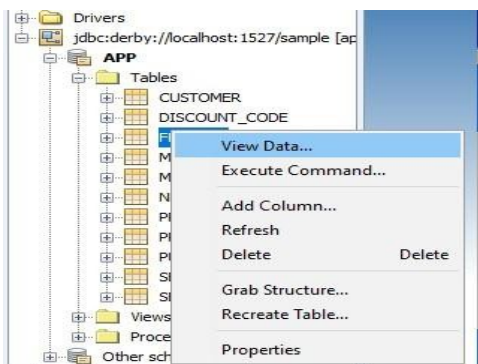 Drivers
jdbc:derby://localhost:1527/sample [ap
APP
Tables
CUSTOMER
DISCOUNT_CODE
View Data...
Execute Command...
Add Column...
Refresh
Delete Delete
Grab Structure...
Recreate Table...
Views
Proce
Properties
Other sch